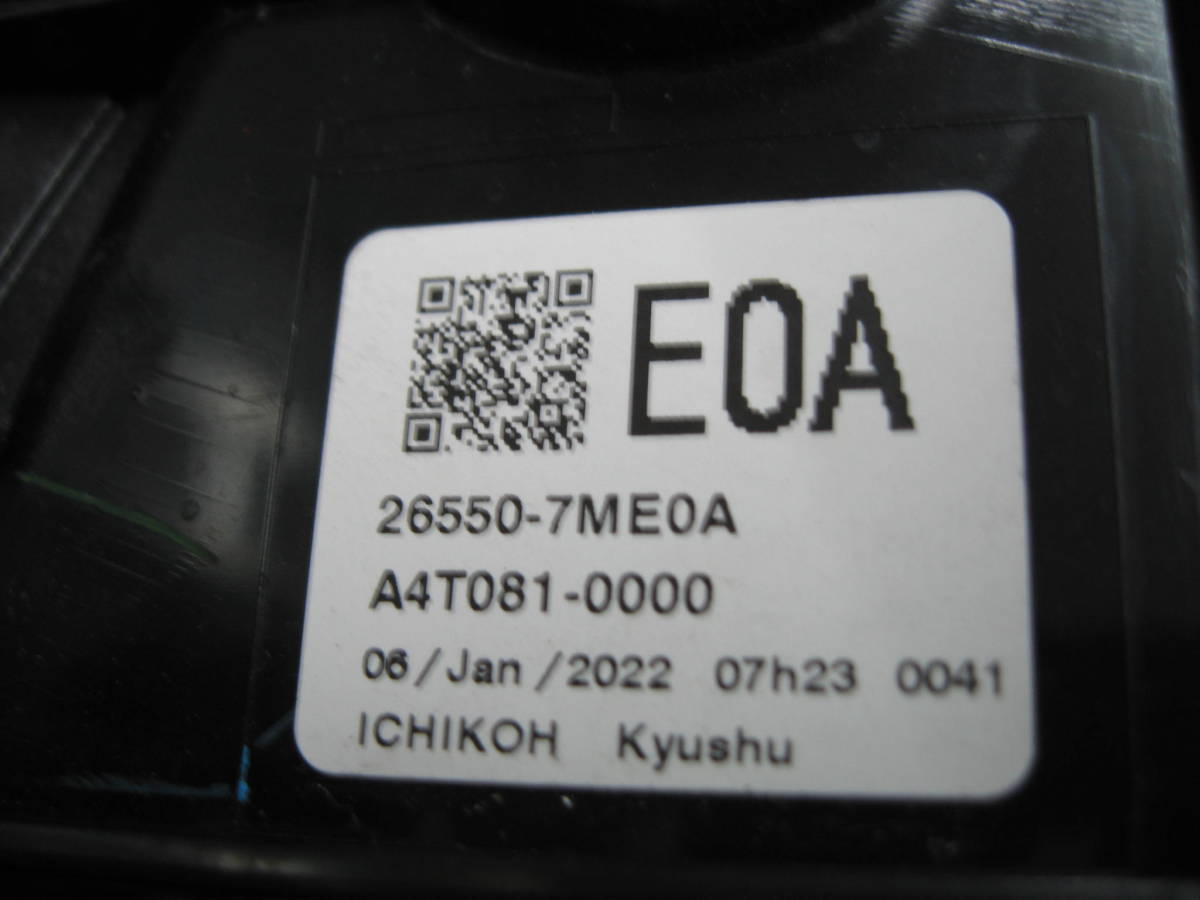 E0A
26550-7ME0A
A4T081-0000
06/Jan/2022 07h23 0041
ICHIKOH Kyushu